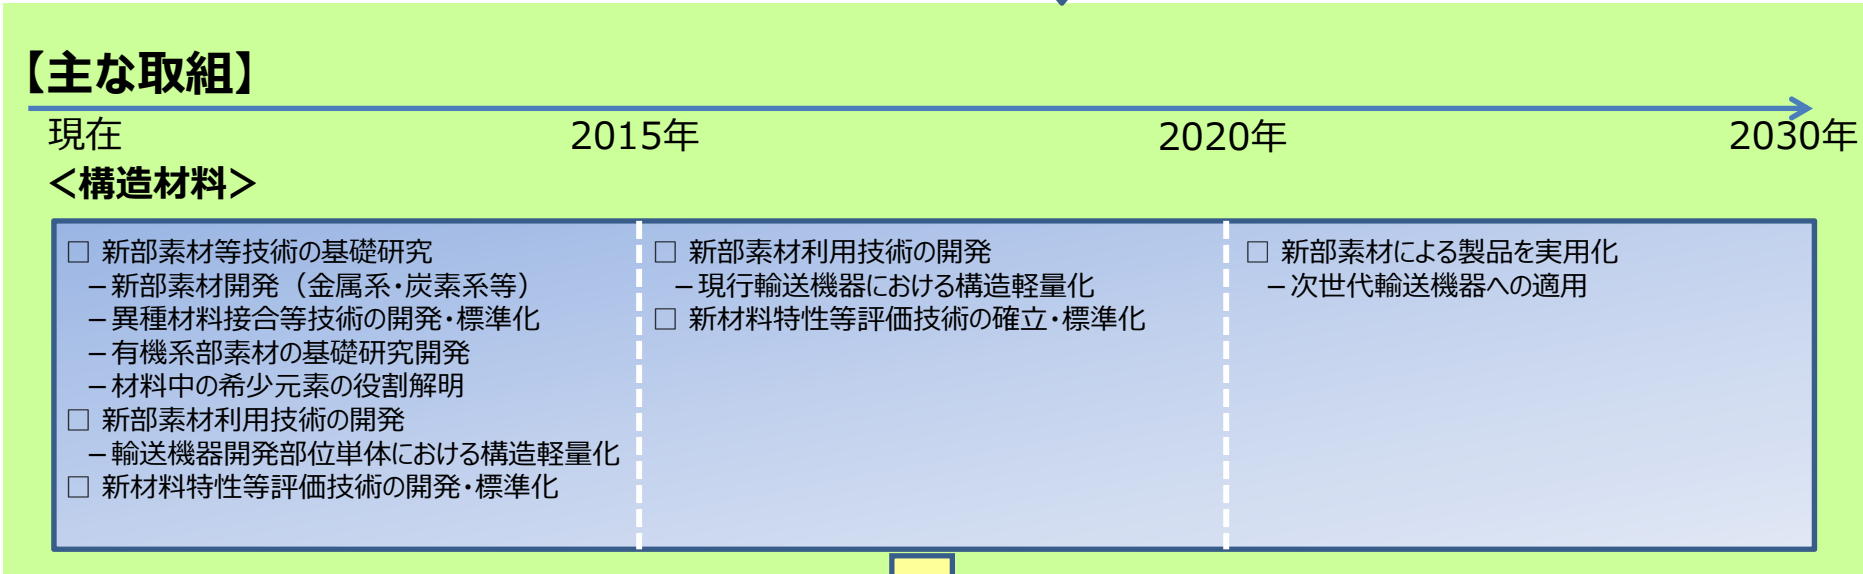 【主な取組】
現在 2015年 2020年 2030年
＜構造材料＞
□ 新部素材等技術の基礎研究
－新部素材開発（金属系・炭素系等）
－異種材料接合等技術の開発・標準化
－有機系部素材の基礎研究開発
－材料中の希少元素の役割解明
□ 新部素材利用技術の開発
－輸送機器開発部位単体における構造軽量化
□ 新材料特性等評価技術の開発・標準化
□ 新部素材利用技術の開発
－現行輸送機器における構造軽量化
□ 新材料特性等評価技術の確立・標準化
□ 新部素材による製品を実用化
－次世代輸送機器への適用